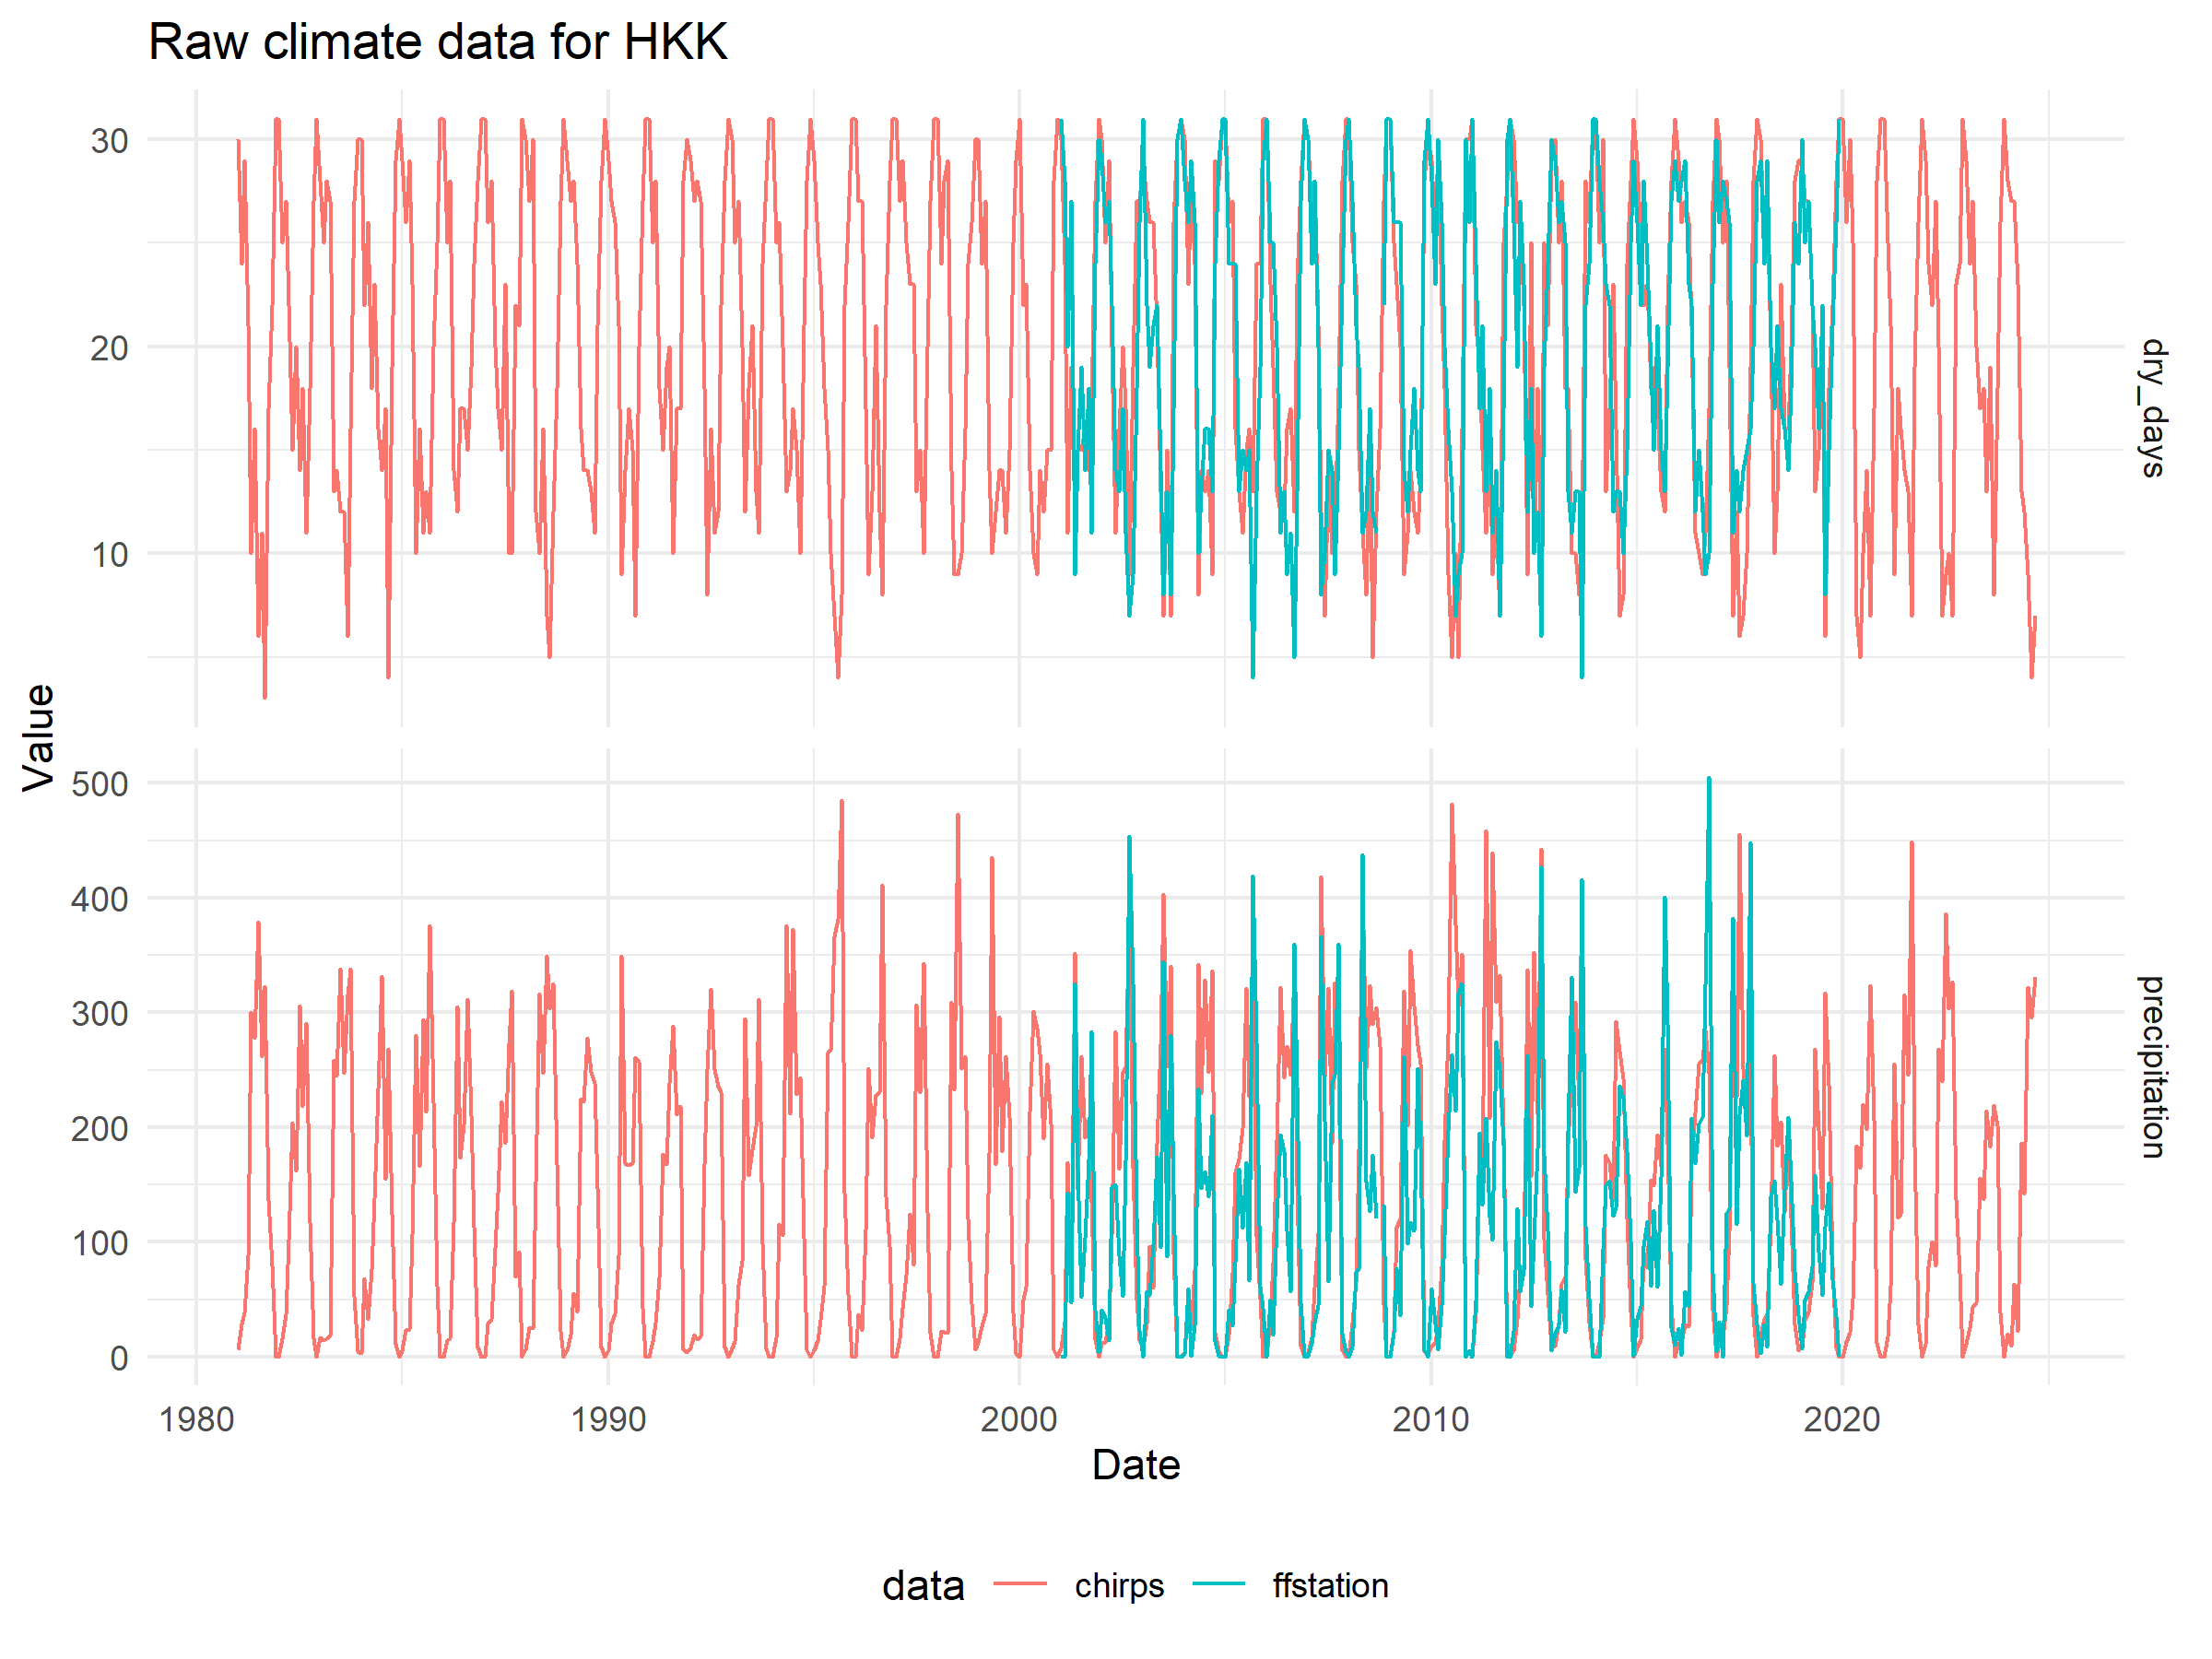 Raw climate data for HKK
30
20
10
dry_days
Value
500
400
300
200
100
0
precipitation
1980 1990 2000 2010 2020
Date
data chirps ffstation